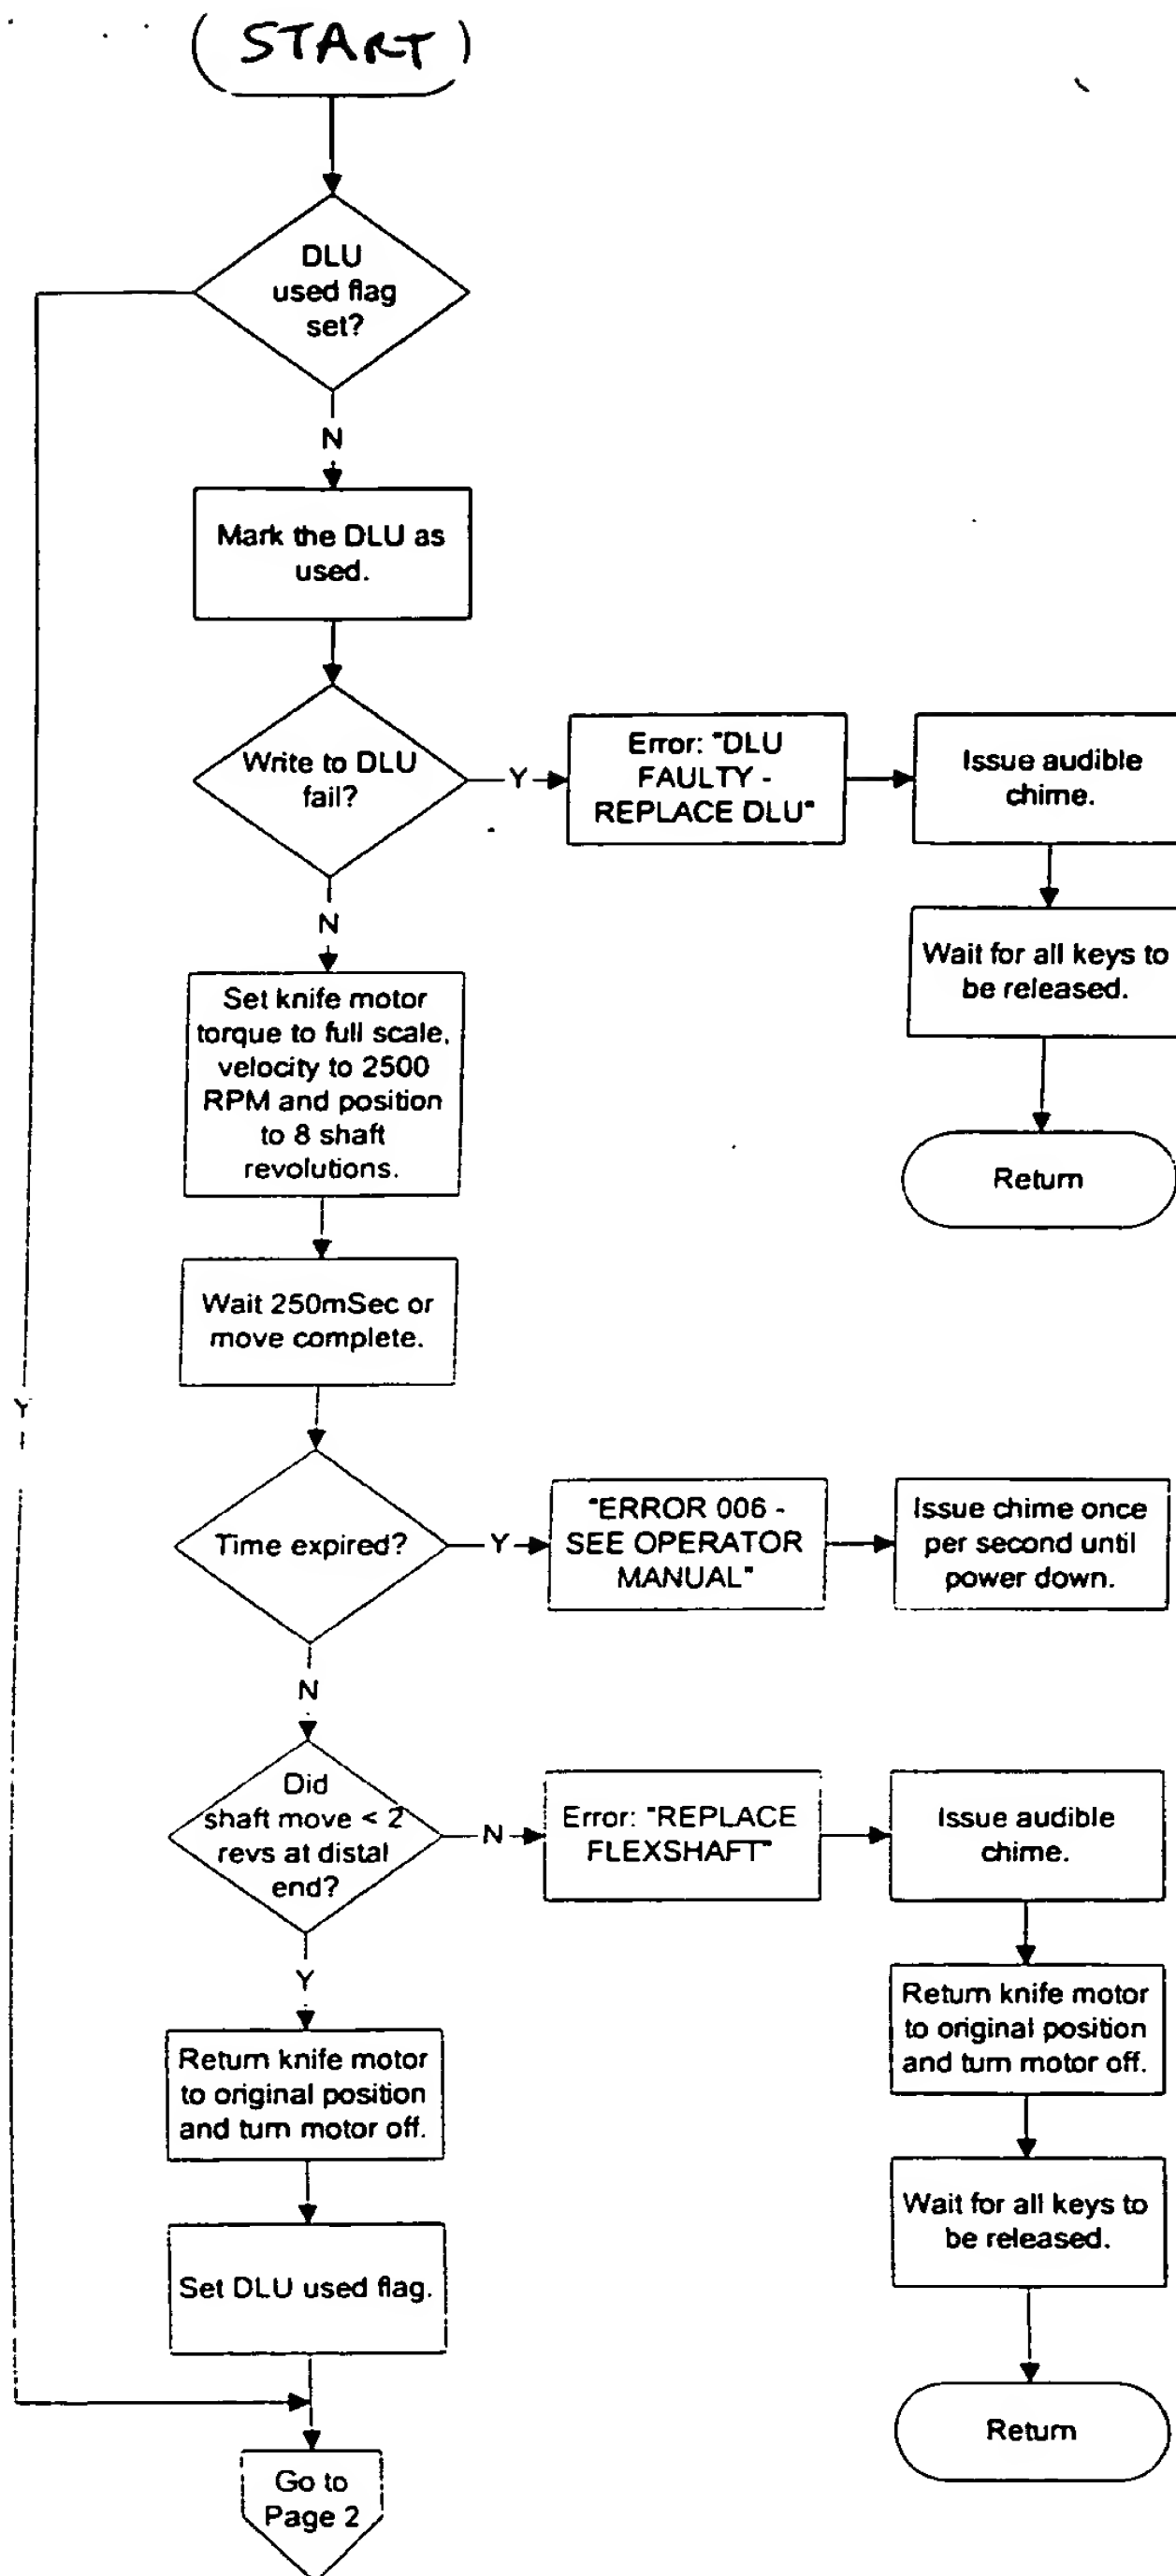 (START)
DLU
used flag
set?
N
Mark the DLU as
used.
Write to DLU
fail?
Y
Error: "DLU
FAULTY -
REPLACE DLU"
Issue audible
chime.
N
Wait for all keys to
be released.
Set knife motor
torque to full scale,
velocity to 2500
RPM and position
to 8 shaft
revolutions.
Return
Wait 250mSec or
move complete.
Y
Time expired?
Y
"ERROR 006 -
SEE OPERATOR
MANUAL"
Issue chime once
per second until
power down.
N
Did
shaft move < 2
revs at distal
end?
N
Error: "REPLACE
FLEXSHAFT"
Issue audible
chime.
Y
Return knife motor
to original position
and turn motor off.
Return knife motor
to original position
and turn motor off.
Wait for all keys to
be released.
Set DLU used flag.
Return
Go to
Page 2